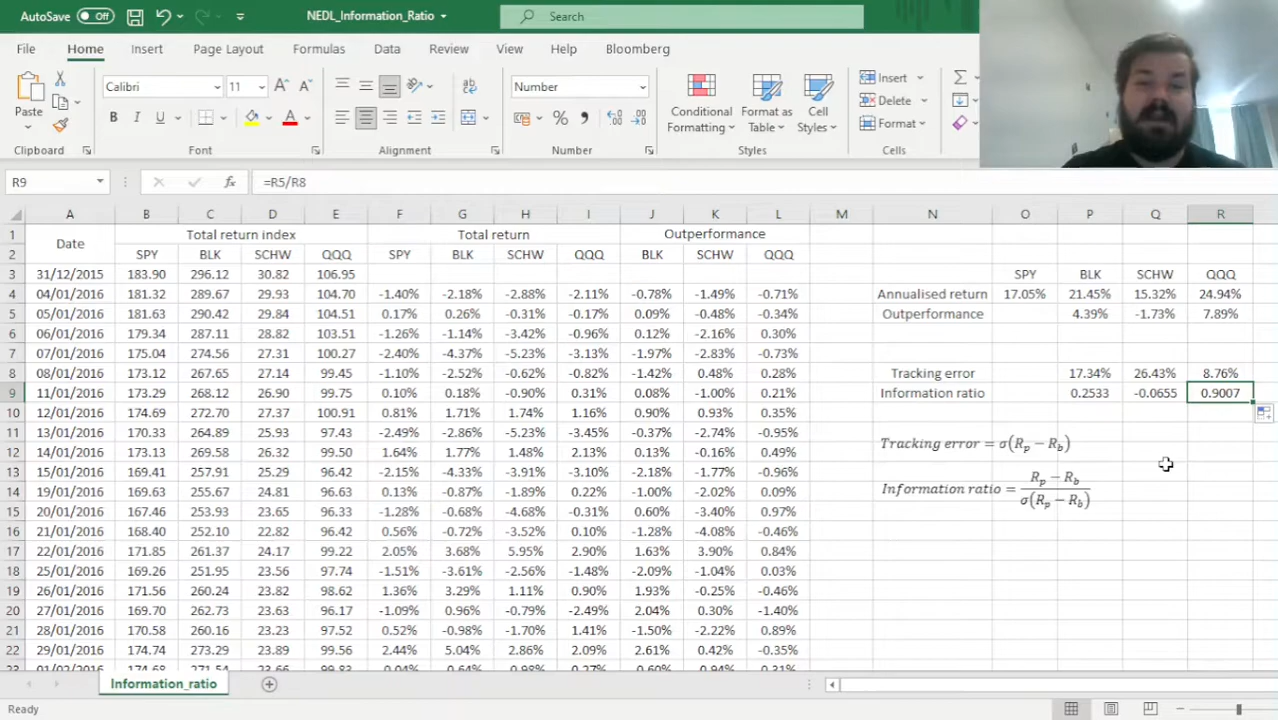 AutoSave Off NEDL_Information_Ratio Search
File Home Insert Page Layout Formulas Data Review View Help Bloomberg
Paste Calibri 11 Number Conditional Formatting Format as Table Cell Styles Insert Delete Format
Clipboard Font Alignment Number Styles Cells
R9 fx =R5/R8
A B C D E F G H I J K L M N O P Q R
1 Date Total return index Total return Outperformance
2 SPY BLK SCHW QQQ SPY BLK SCHW QQQ BLK SCHW QQQ
3 31/12/2015 183.90 296.12 30.82 106.95 SPY BLK SCHW QQQ
4 04/01/2016 181.32 289.67 29.93 104.70 -1.40% -2.18% -2.88% -2.11% -0.78% -1.49% -0.71% Annualised return 17.05% 21.45% 15.32% 24.94%
5 05/01/2016 181.63 290.42 29.84 104.51 0.17% 0.26% -0.31% -0.17% 0.09% -0.48% -0.34% Outperformance 4.39% -1.73% 7.89%
6 06/01/2016 179.34 287.11 28.82 103.51 -1.26% -1.14% -3.42% -0.96% 0.12% -2.16% 0.30%
7 07/01/2016 175.04 274.56 27.31 100.27 -2.40% -4.37% -5.23% -3.13% -1.97% -2.83% -0.73%
8 08/01/2016 173.12 267.65 27.14 99.45 -1.10% -2.52% -0.62% -0.82% -1.42% 0.48% 0.28% Tracking error 17.34% 26.43% 8.76%
9 11/01/2016 173.29 268.12 26.90 99.75 0.10% 0.18% -0.90% 0.31% 0.08% -1.00% 0.21% Information ratio 0.2533 -0.0655 0.9007
10 12/01/2016 174.69 272.70 27.37 100.91 0.81% 1.71% 1.74% 1.16% 0.90% 0.93% 0.35%
11 13/01/2016 170.33 264.89 25.93 97.43 -2.49% -2.86% -5.23% -3.45% -0.37% -2.74% -0.95% Tracking error = σ(Rp − Rb)
12 14/01/2016 173.13 269.58 26.32 99.50 1.64% 1.77% 1.48% 2.13% 0.13% -0.16% 0.49%
13 15/01/2016 169.41 257.91 25.29 96.43 -2.15% -4.33% -3.91% -3.10% -2.18% -1.77% -0.96% Rp − Rb
14 19/01/2016 169.63 255.67 24.81 96.63 0.13% -0.87% -1.89% 0.22% -1.00% -2.02% 0.09% Information ratio = σ(Rp − Rb)
15 20/01/2016 167.46 253.93 23.65 96.33 -1.28% -0.68% -4.68% -0.31% 0.60% -3.40% 0.97%
16 21/01/2016 168.40 252.10 22.82 96.42 0.56% -0.72% -3.52% 0.10% -1.28% -4.08% -0.46%
17 22/01/2016 171.85 261.37 24.17 99.22 2.05% 3.68% 5.95% 2.90% 1.63% 3.90% 0.84%
18 25/01/2016 169.26 251.95 23.56 97.74 -1.51% -3.61% -2.56% -1.48% -2.09% -1.04% 0.03%
19 26/01/2016 171.56 260.24 23.82 98.62 1.36% 3.29% 1.11% 0.90% 1.93% -0.25% -0.46%
20 27/01/2016 169.70 262.73 23.63 96.17 -1.09% 0.96% -0.79% -2.49% 2.04% 0.30% -1.40%
21 28/01/2016 170.58 260.16 23.23 97.52 0.52% -0.98% -1.70% 1.41% -1.50% -2.22% 0.89%
22 29/01/2016 174.74 273.29 23.89 99.56 2.44% 5.04% 2.86% 2.09% 2.61% 0.42% -0.35%
Information_ratio
Ready